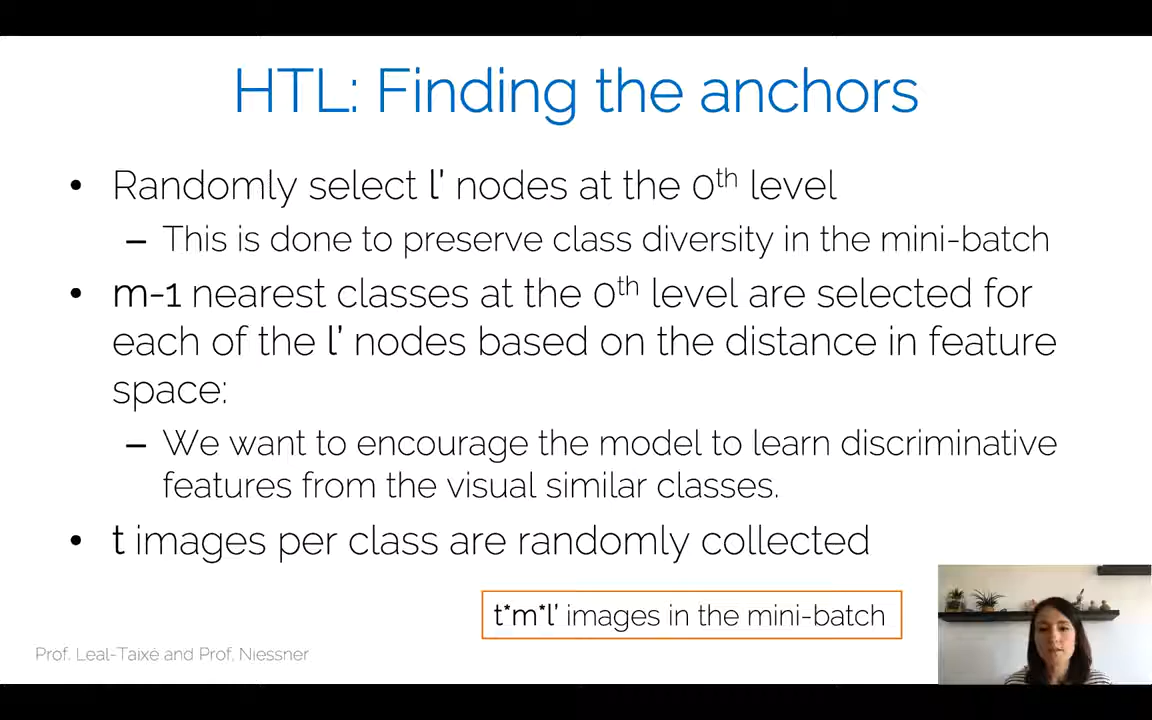 HTL: Finding the anchors
• Randomly select l' nodes at the 0th level
– This is done to preserve class diversity in the mini-batch
• m-1 nearest classes at the 0th level are selected for
each of the l' nodes based on the distance in feature
space:
– We want to encourage the model to learn discriminative
features from the visual similar classes.
• t images per class are randomly collected
t*m*l' images in the mini-batch
Prof. Leal-Taixé and Prof. Niessner